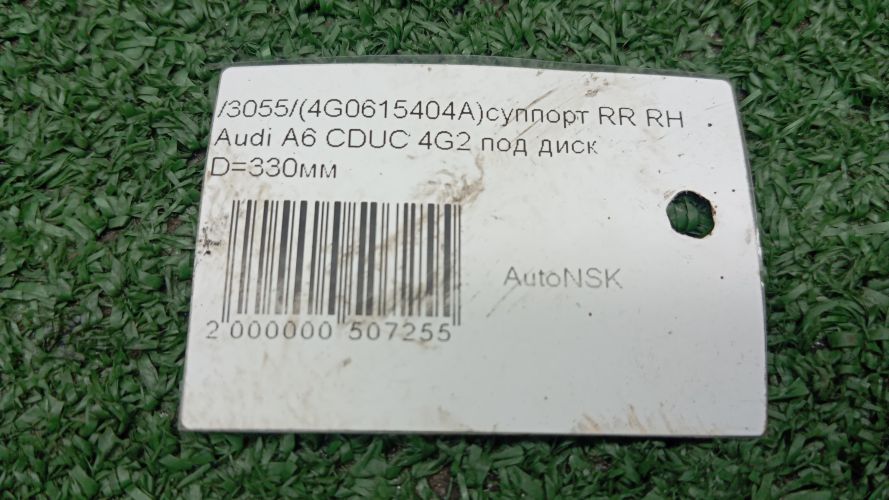 /3055/(4G0615404A)суппорт RR RH
Audi A6 CDUC 4G2 под диск
D=330мм
AutoNSK
2 000000 507255